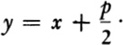 y = x + p/2.